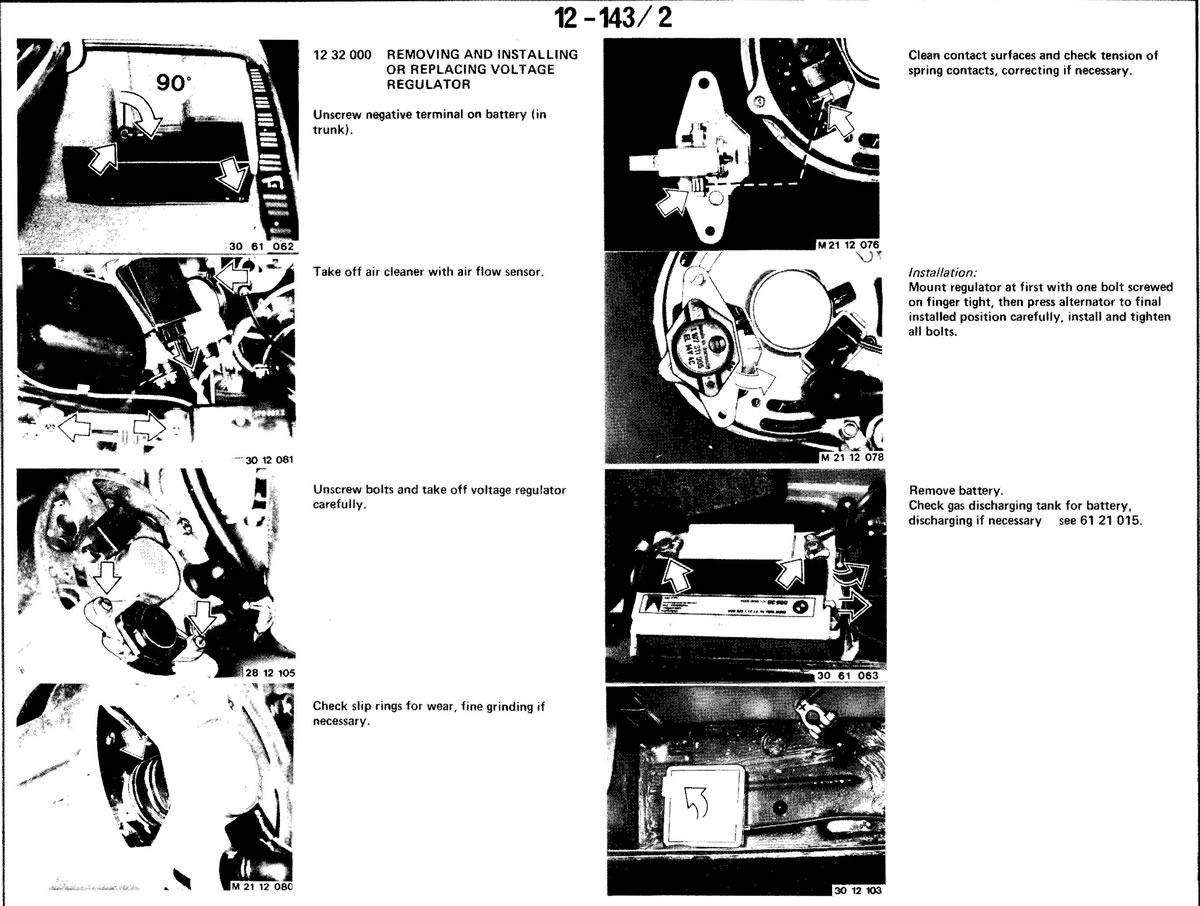 12 - 143/ 2
90°
30 61 062
12 32 000 REMOVING AND INSTALLING
OR REPLACING VOLTAGE
REGULATOR
Unscrew negative terminal on battery (in
trunk).
30 12 081
Take off air cleaner with air flow sensor.
28 12 105
Unscrew bolts and take off voltage regulator
carefully.
M 21 12 080
Check slip rings for wear, fine grinding if
necessary.
M 21 12 076
Clean contact surfaces and check tension of
spring contacts, correcting if necessary.
EL 14V 4C
M 21 12 078
Installation:
Mount regulator at first with one bolt screwed
on finger tight, then press alternator to final
installed position carefully, install and tighten
all bolts.
30 61 063
Remove battery.
Check gas discharging tank for battery,
discharging if necessary see 61 21 015.
+
30 12 103